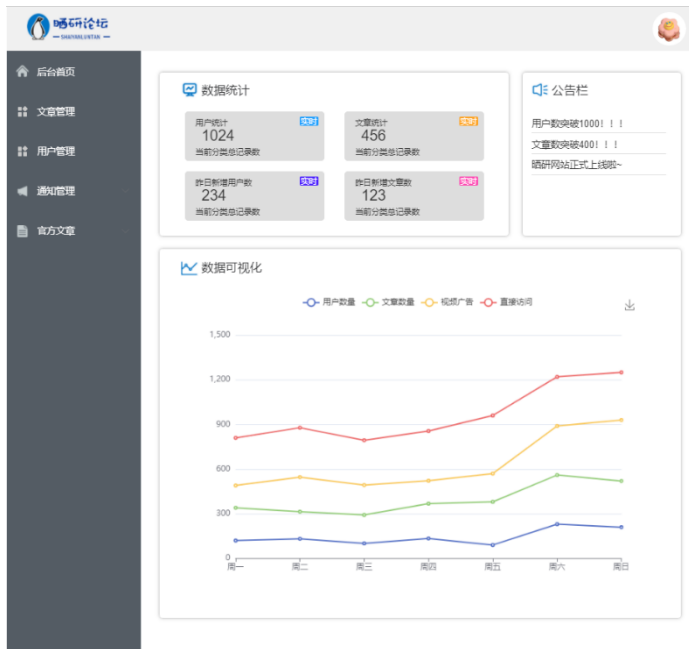 晒研论坛
— SHAIYANLUNTAN —
后台首页
文章管理
用户管理
通知管理
官方文章
数据统计
用户统计 实时
1024
当前分类总记录数
文章统计 实时
456
当前分类总记录数
昨日新增用户数 实时
234
当前分类总记录数
昨日新增文章数 实时
123
当前分类总记录数
公告栏
用户数突破1000！！！
文章数突破400！！！
晒研网站正式上线啦~
数据可视化
用户数量 文章数量 视频广告 直接访问
1,500
1,200
900
600
300
0
周一 周二 周三 周四 周五 周六 周日